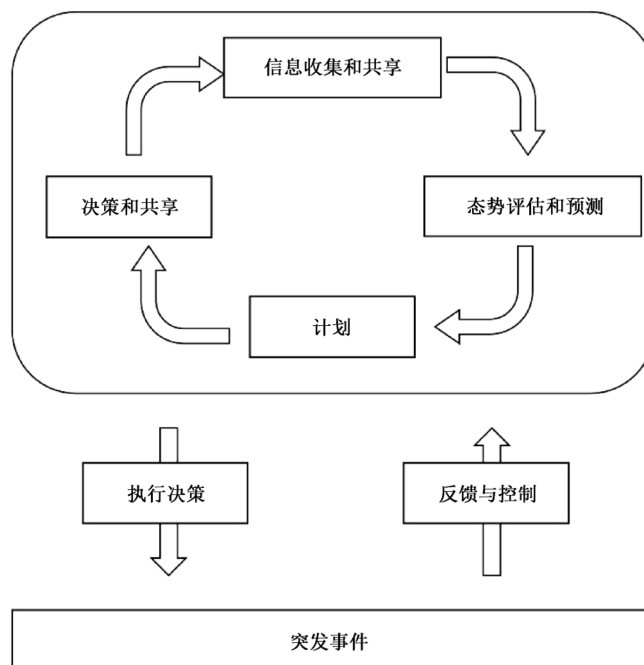 信息收集和共享
决策和共享
态势评估和预测
计划
执行决策
反馈与控制
突发事件